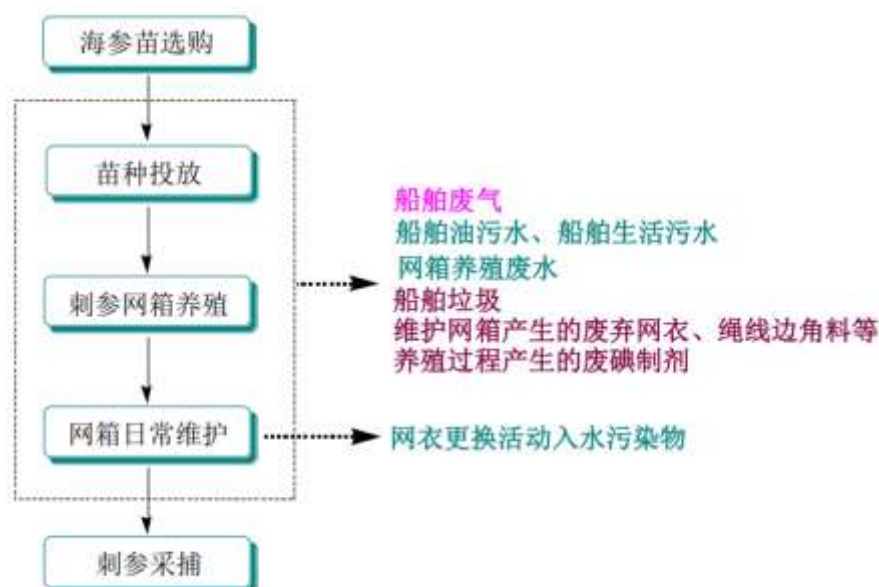 海参苗选购
苗种投放
刺参网箱养殖
网箱日常维护
刺参采捕
船舶废气
船舶油污水、船舶生活污水
网箱养殖废水
船舶垃圾
维护网箱产生的废弃网衣、绳线边角料等
养殖过程产生的废碘制剂
网衣更换活动入水污染物